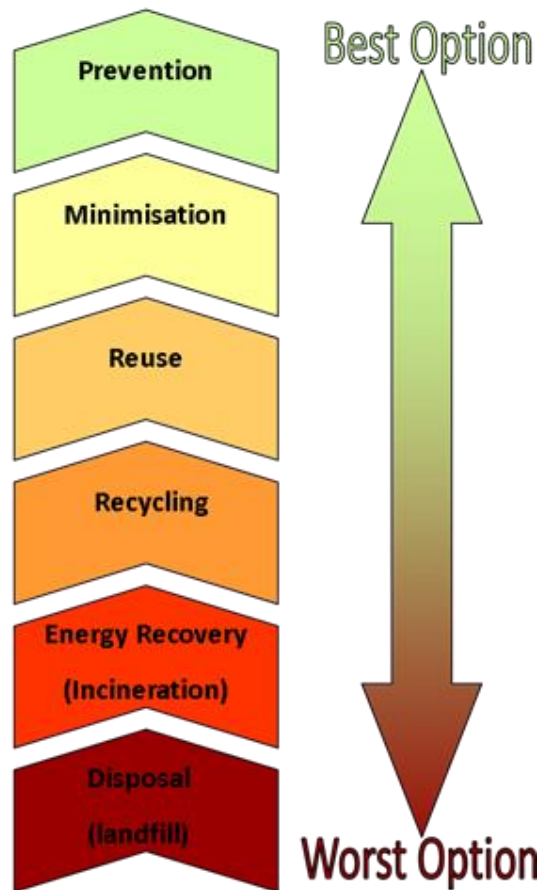 Best Option
Prevention
Minimisation
Reuse
Recycling
Energy Recovery
(Incineration)
Disposal
(landfill)
Worst Option